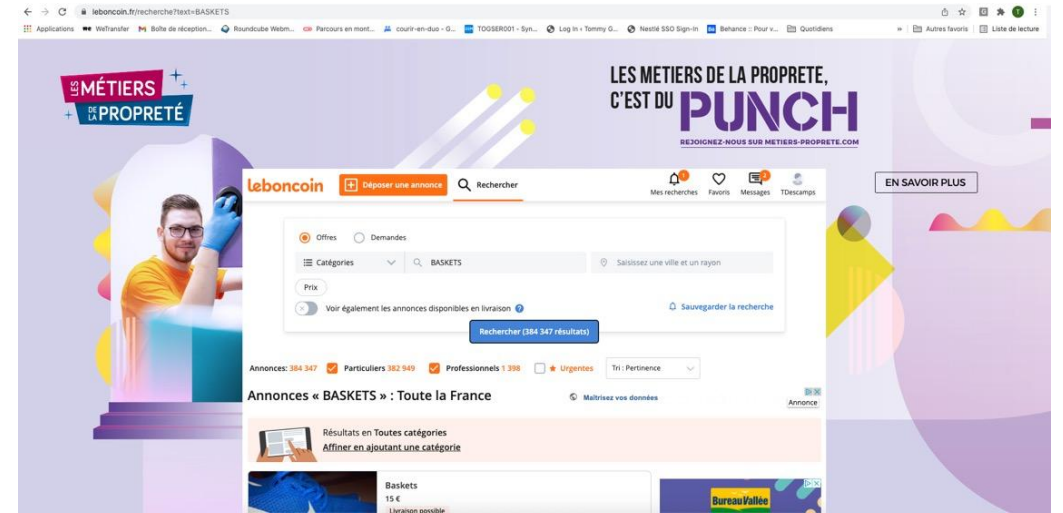 leboncoin.fr/recherche?text=BASKETS
Applications WeTransfer Boîte de réception... Roundcube Webm... Parcours en mont... courir-en-duo - G... TOGSER001 - Syn... Log In ‹ Tommy G... Nestlé SSO Sign-In Behance :: Pour v... Quotidiens » Autres favoris Liste de lecture
LES MÉTIERS
DE LA PROPRETÉ
LES METIERS DE LA PROPRETE,
C'EST DU PUNCH
REJOIGNEZ-NOUS SUR METIERS-PROPRETE.COM
EN SAVOIR PLUS
leboncoin Déposer une annonce Rechercher
Mes recherches Favoris Messages TDescamps
Offres Demandes
Catégories BASKETS Saisissez une ville et un rayon
Prix
Voir également les annonces disponibles en livraison Sauvegarder la recherche
Rechercher (384 347 résultats)
Annonces: 384 347 Particuliers 382 949 Professionnels 1 398 Urgentes Tri : Pertinence
Annonces « BASKETS » : Toute la France Maîtrisez vos données
Annonce
Résultats en Toutes catégories
Affiner en ajoutant une catégorie
Baskets
15 €
Livraison possible
Bureau Vallée